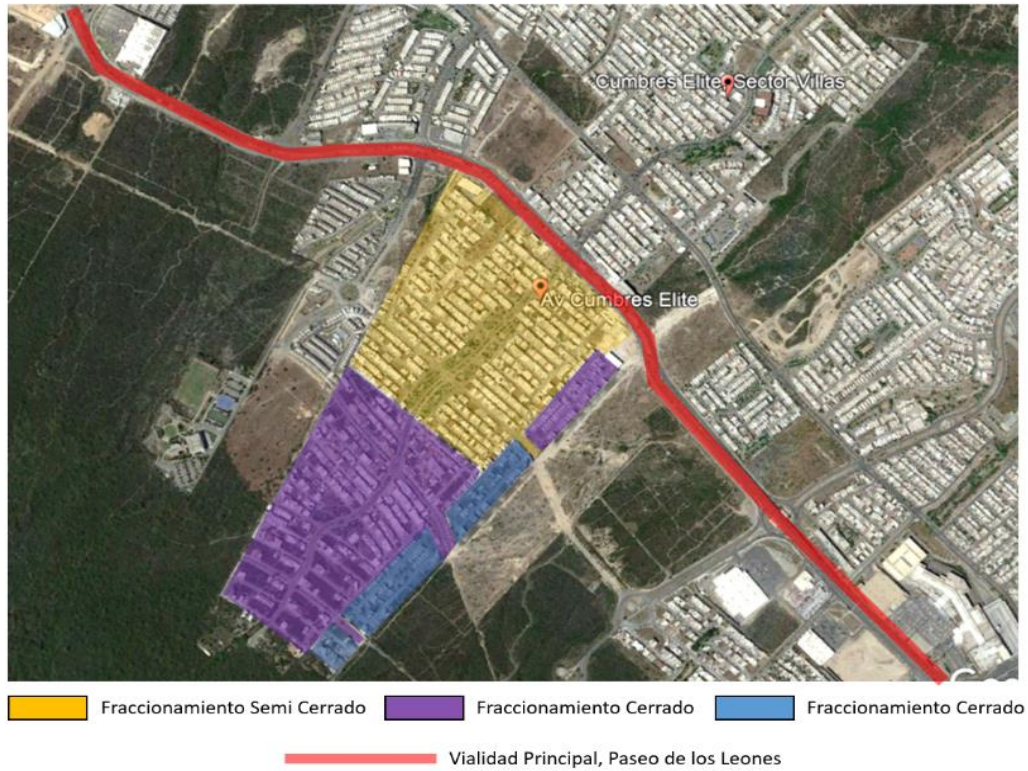 Cumbres Elite, Sector Villas
Av Cumbres Elite
Fraccionamiento Semi Cerrado
Fraccionamiento Cerrado
Fraccionamiento Cerrado
Vialidad Principal, Paseo de los Leones